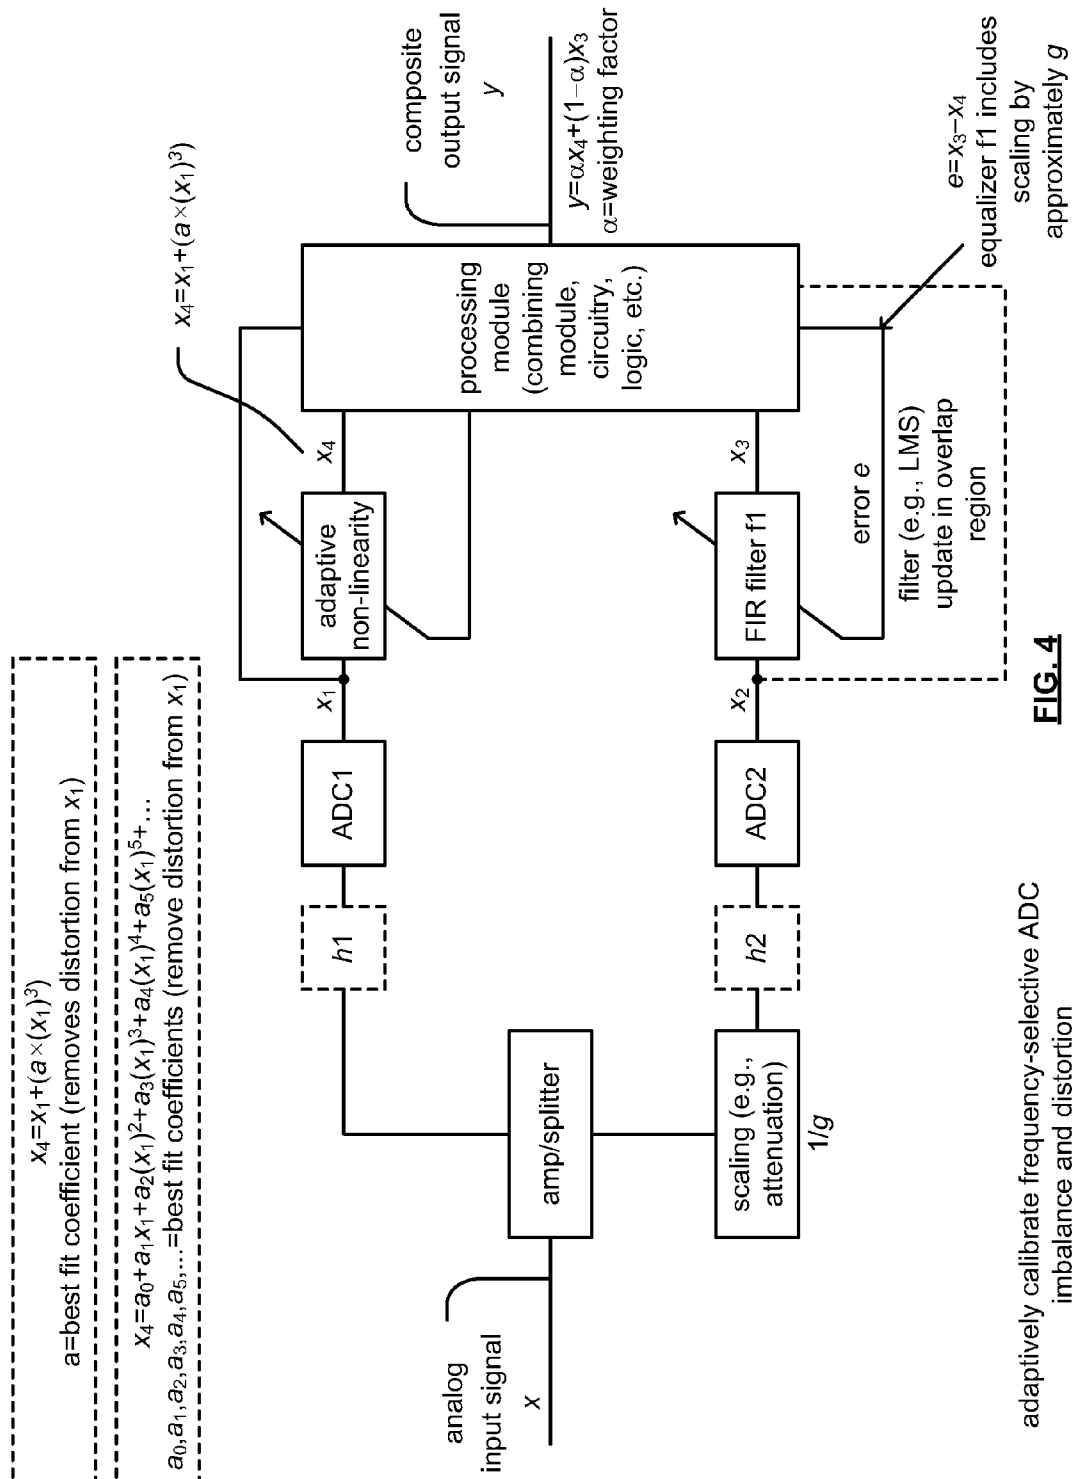 x₄=x₁+(a×(x₁)³)
a=best fit coefficient (removes distortion from x₁)
x₄=a₀+a₁x₁+a₂(x₁)²+a₃(x₁)³+a₄(x₁)⁴+a₅(x₁)⁵+…
a₀,a₁,a₂,a₃,a₄,a₅,…=best fit coefficients (remove distortion from x₁)
x₄=x₁+(a×(x₁)³)
analog
input signal
x
amp/splitter
scaling (e.g.,
attenuation)
1/g
h1
h2
ADC1
ADC2
x₁
x₂
adaptive
non-linearity
FIR filter f1
x₄
x₃
error e
filter (e.g., LMS)
update in overlap
region
processing
module
(combining
module,
circuitry,
logic, etc.)
composite
output signal
y
y=αx₄+(1−α)x₃
α=weighting factor
e=x₃−x₄
equalizer f1 includes
scaling by
approximately g
adaptively calibrate frequency-selective ADC
imbalance and distortion
FIG. 4